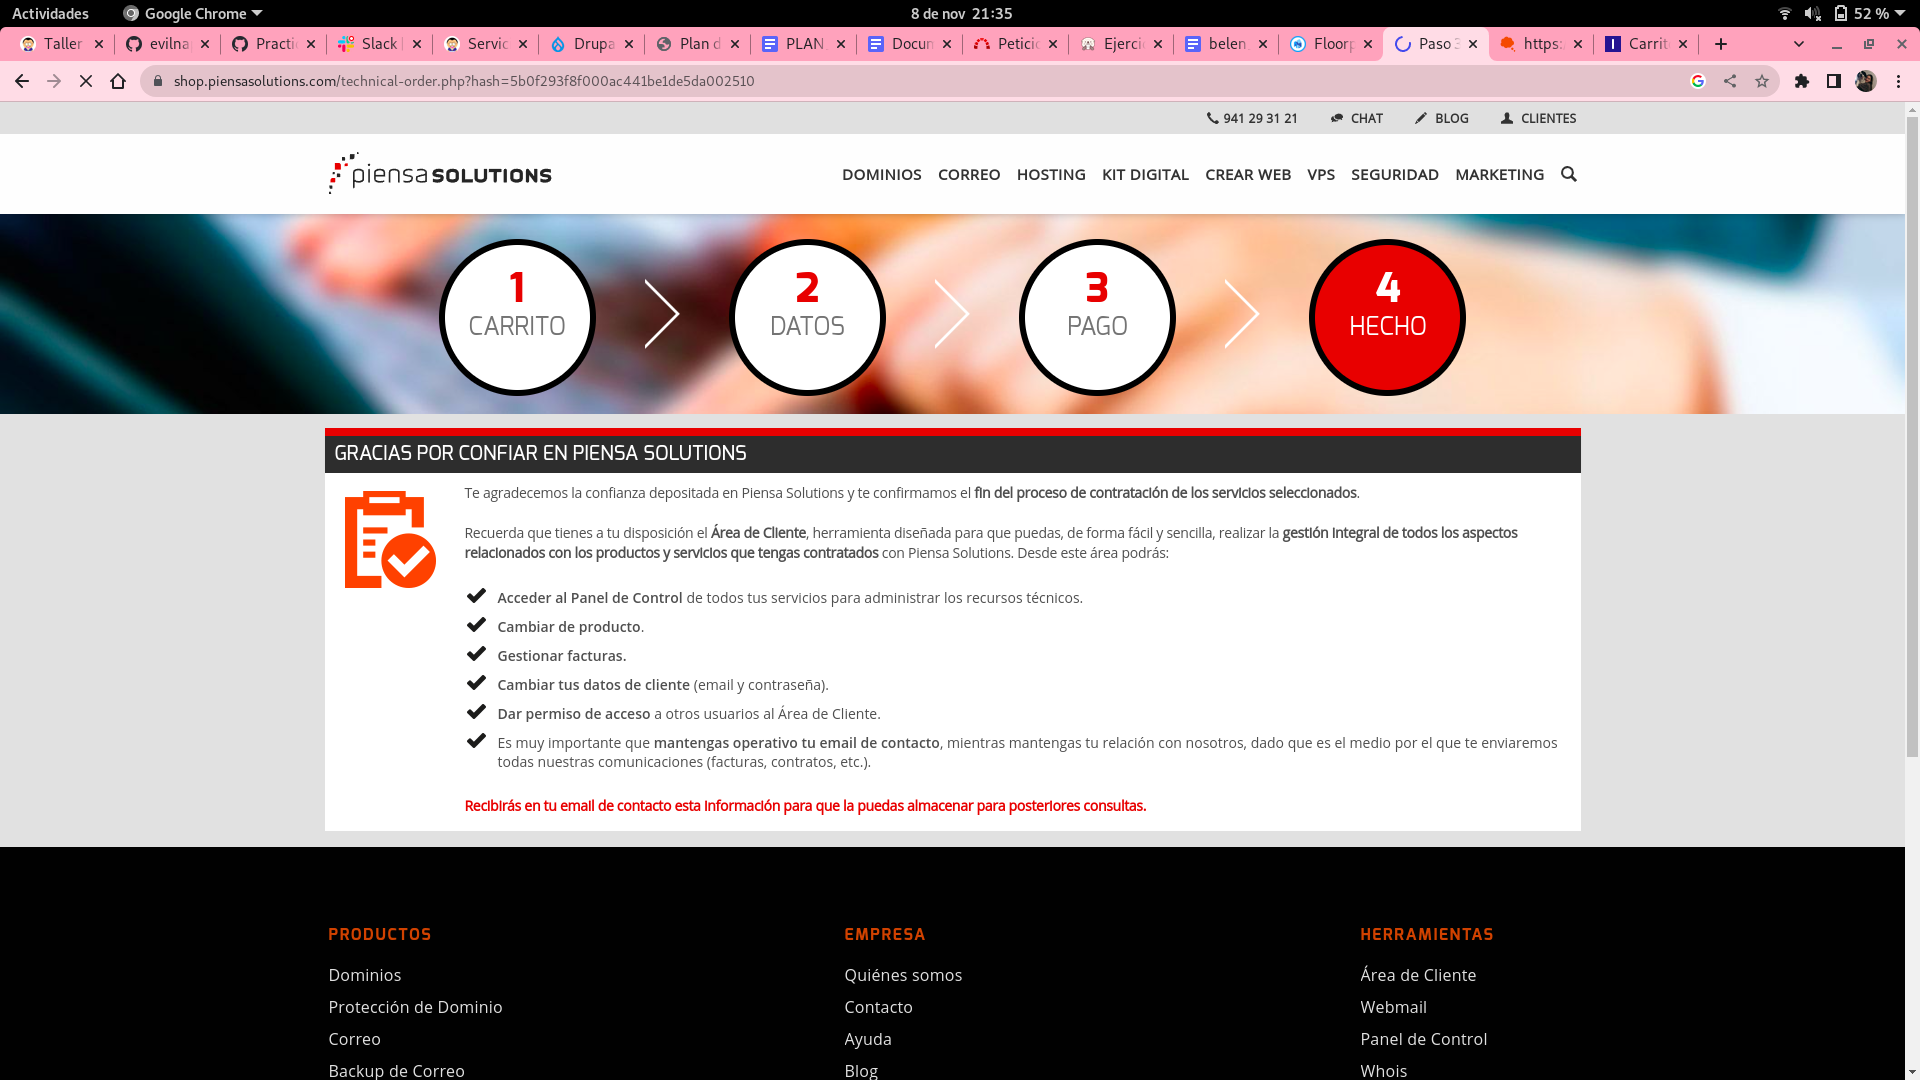 Actividades
Google Chrome
8 de nov 21:35
52 %
Taller
evilna
Practi
Slack
Servic
Drupa
Plan d
PLAN
Docun
Peticio
Ejercic
belen
Floorp
Paso 3
https:
Carrit
shop.piensasolutions.com/technical-order.php?hash=5b0f293f8f000ac441be1de5da002510
941 29 31 21
CHAT
BLOG
CLIENTES
piensa SOLUTIONS
DOMINIOS
CORREO
HOSTING
KIT DIGITAL
CREAR WEB
VPS
SEGURIDAD
MARKETING
1
CARRITO
2
DATOS
3
PAGO
4
HECHO
GRACIAS POR CONFIAR EN PIENSA SOLUTIONS
Te agradecemos la confianza depositada en Piensa Solutions y te confirmamos el fin del proceso de contratación de los servicios seleccionados.
Recuerda que tienes a tu disposición el Área de Cliente, herramienta diseñada para que puedas, de forma fácil y sencilla, realizar la gestión integral de todos los aspectos
relacionados con los productos y servicios que tengas contratados con Piensa Solutions. Desde este área podrás:
Acceder al Panel de Control de todos tus servicios para administrar los recursos técnicos.
Cambiar de producto.
Gestionar facturas.
Cambiar tus datos de cliente (email y contraseña).
Dar permiso de acceso a otros usuarios al Área de Cliente.
Es muy importante que mantengas operativo tu email de contacto, mientras mantengas tu relación con nosotros, dado que es el medio por el que te enviaremos
todas nuestras comunicaciones (facturas, contratos, etc.).
Recibirás en tu email de contacto esta información para que la puedas almacenar para posteriores consultas.
PRODUCTOS
EMPRESA
HERRAMIENTAS
Dominios
Quiénes somos
Área de Cliente
Protección de Dominio
Contacto
Webmail
Correo
Ayuda
Panel de Control
Backup de Correo
Blog
Whois